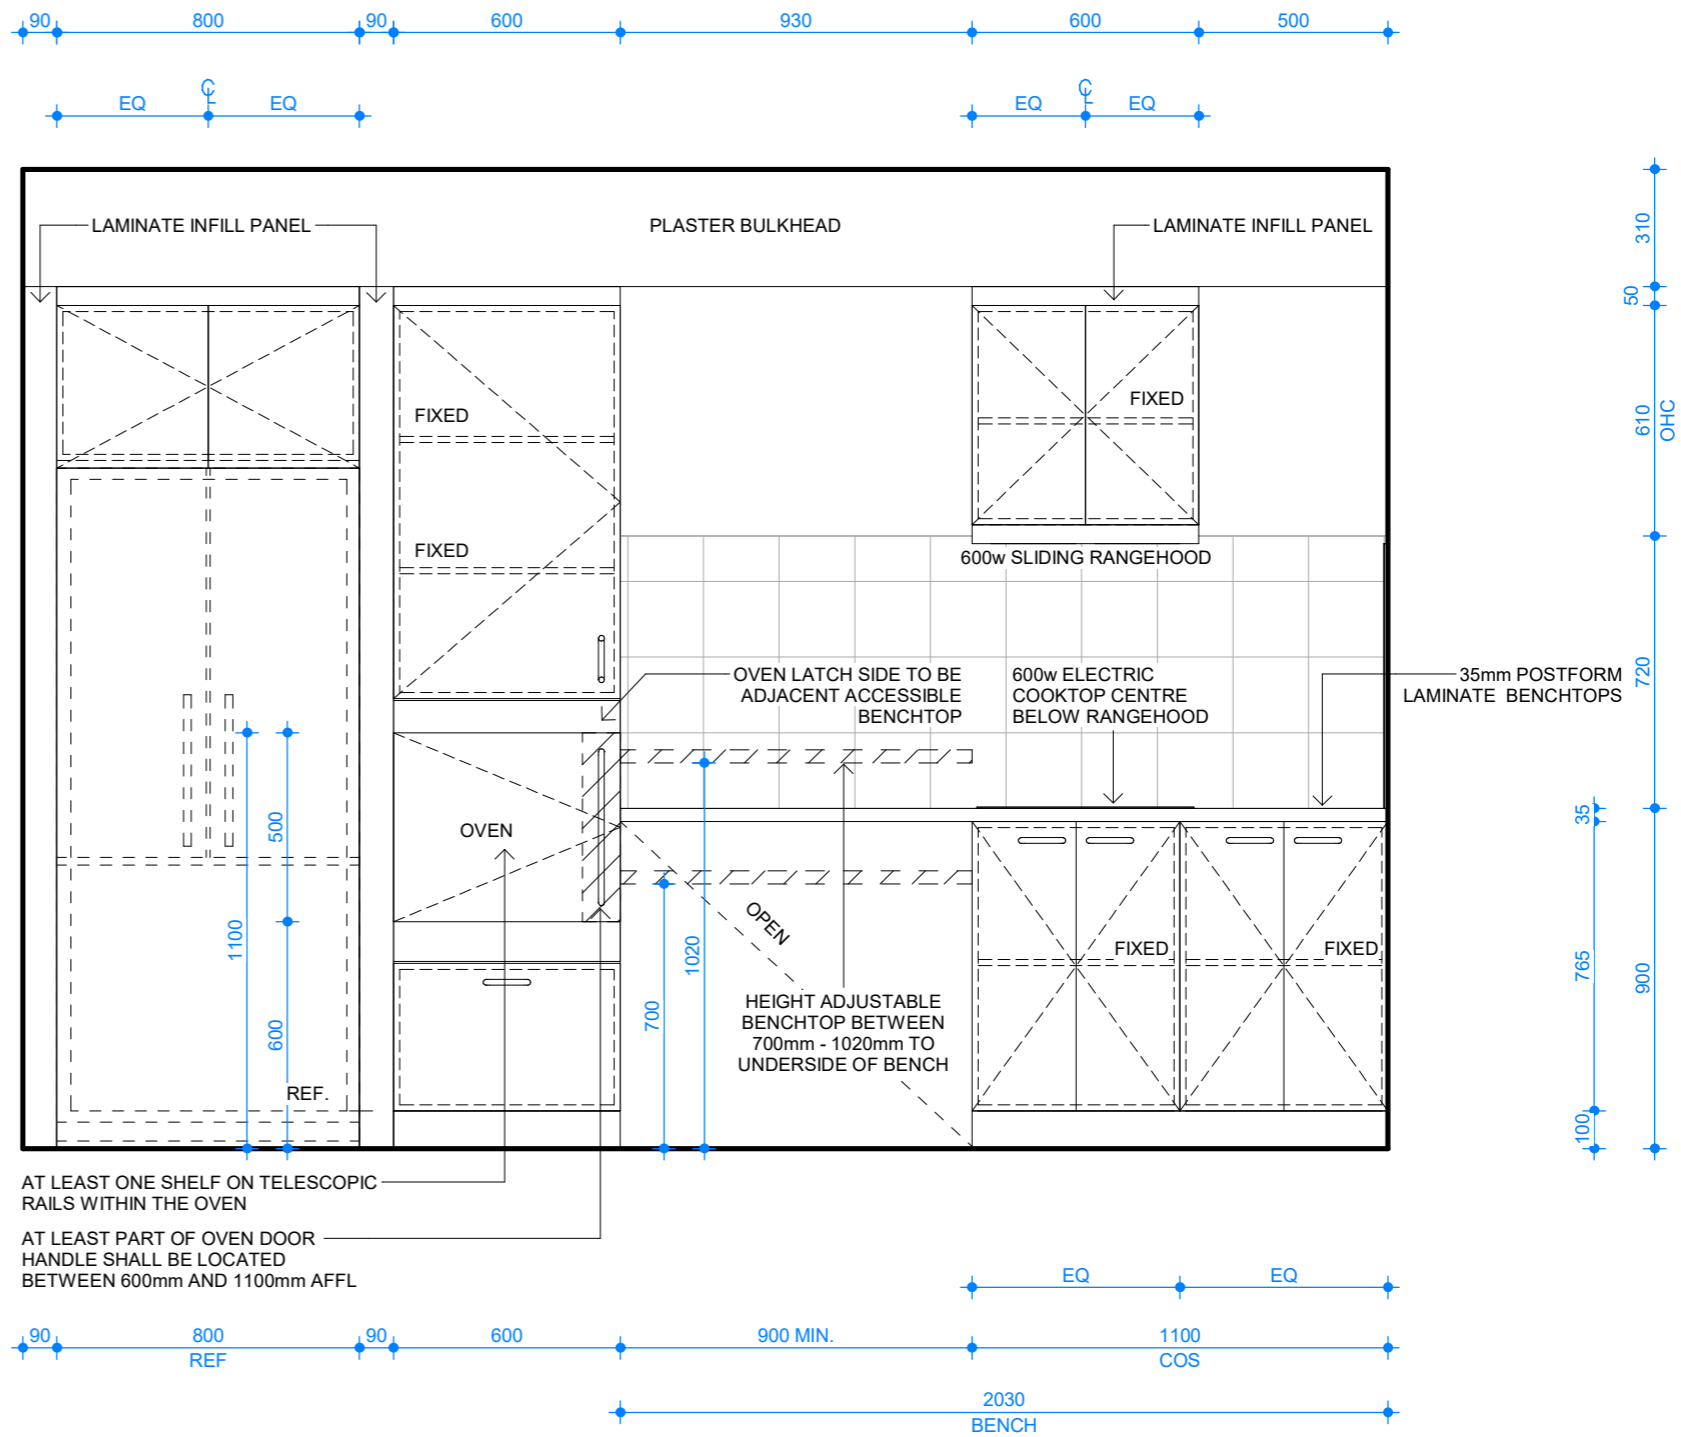 90 800 90 600 930 600 500
EQ EQ EQ EQ
LAMINATE INFILL PANEL
PLASTER BULKHEAD
LAMINATE INFILL PANEL
310
50
FIXED
FIXED
610
OHC
FIXED
600w SLIDING RANGEHOOD
OVEN LATCH SIDE TO BE
ADJACENT ACCESSIBLE
BENCHTOP
600w ELECTRIC
COOKTOP CENTRE
BELOW RANGEHOOD
35mm POSTFORM
LAMINATE BENCHTOPS
720
35
OVEN
500
1100
OPEN
1020
700
FIXED
FIXED
765
900
HEIGHT ADJUSTABLE
BENCHTOP BETWEEN
700mm - 1020mm TO
UNDERSIDE OF BENCH
600
REF.
100
AT LEAST ONE SHELF ON TELESCOPIC
RAILS WITHIN THE OVEN
AT LEAST PART OF OVEN DOOR
HANDLE SHALL BE LOCATED
BETWEEN 600mm AND 1100mm AFFL
EQ EQ
90 800 90 600 900 MIN. 1100
REF COS
2030
BENCH